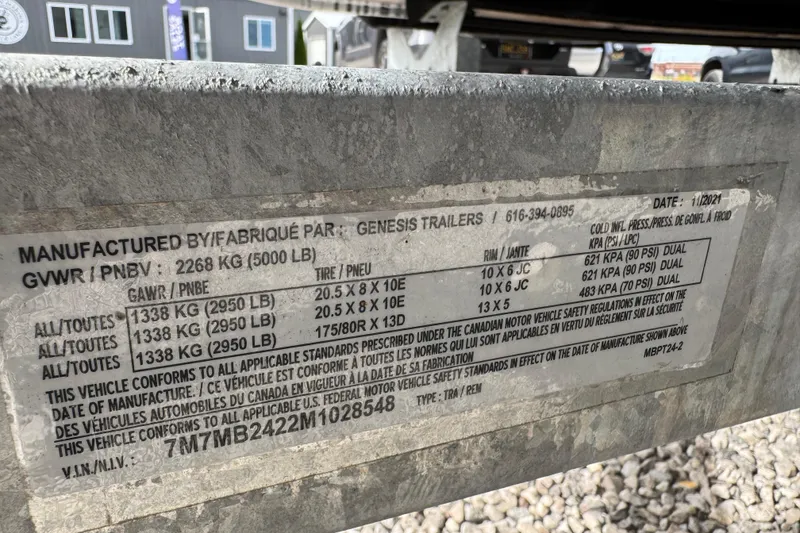 MANUFACTURED BY/FABRIQUÉ PAR : GENESIS TRAILERS / 616-394-0895 DATE : 11/2021
GVWR / PNBV : 2268 KG (5000 LB)
GAWR / PNBE TIRE / PNEU RIM / JANTE COLD INFL. PRESS./PRESS. DE GONFL. À FROID
KPA (PSI / LPC)
ALL/TOUTES 1338 KG (2950 LB) 20.5 X 8 X 10E 10 X 6 JC 621 KPA (90 PSI) DUAL
ALL/TOUTES 1338 KG (2950 LB) 20.5 X 8 X 10E 10 X 6 JC 621 KPA (90 PSI) DUAL
ALL/TOUTES 1338 KG (2950 LB) 175/80R X 13D 13 X 5 483 KPA (70 PSI) DUAL
THIS VEHICLE CONFORMS TO ALL APPLICABLE STANDARDS PRESCRIBED UNDER THE CANADIAN MOTOR VEHICLE SAFETY REGULATIONS IN EFFECT ON THE
DATE OF MANUFACTURE. / CE VÉHICULE EST CONFORME À TOUTES LES NORMES QUI LUI SONT APPLICABLES EN VERTU DU RÈGLEMENT SUR LA SÉCURITÉ
DES VÉHICULES AUTOMOBILES DU CANADA EN VIGUEUR À LA DATE DE SA FABRICATION
THIS VEHICLE CONFORMS TO ALL APPLICABLE U.S. FEDERAL MOTOR VEHICLE SAFETY STANDARDS IN EFFECT ON THE DATE OF MANUFACTURE SHOWN ABOVE
V.I.N./N.I.V. : 7M7MB2422M1028548 TYPE : TRA / REM MBPT24-2